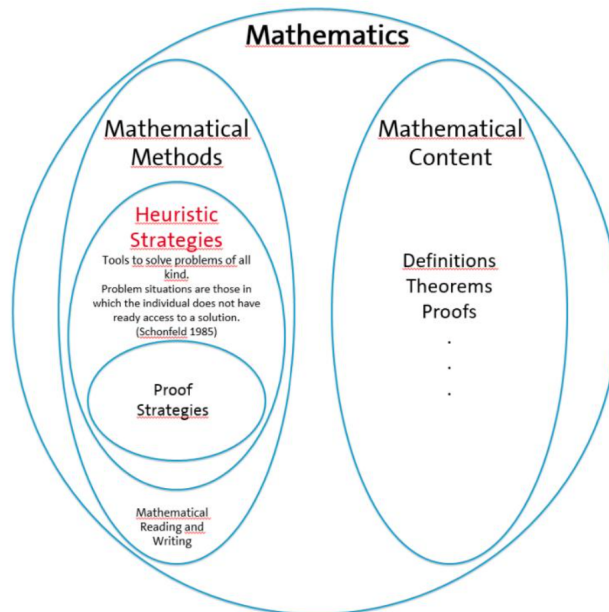 Mathematics
Mathematical
Methods
Heuristic
Strategies
Tools to solve problems of all
kind.
Problem situations are those in
which the individual does not have
ready access to a solution.
(Schonfeld 1985)
Proof
Strategies
Mathematical
Reading and
Writing
Mathematical
Content
Definitions
Theorems
Proofs
.
.
.